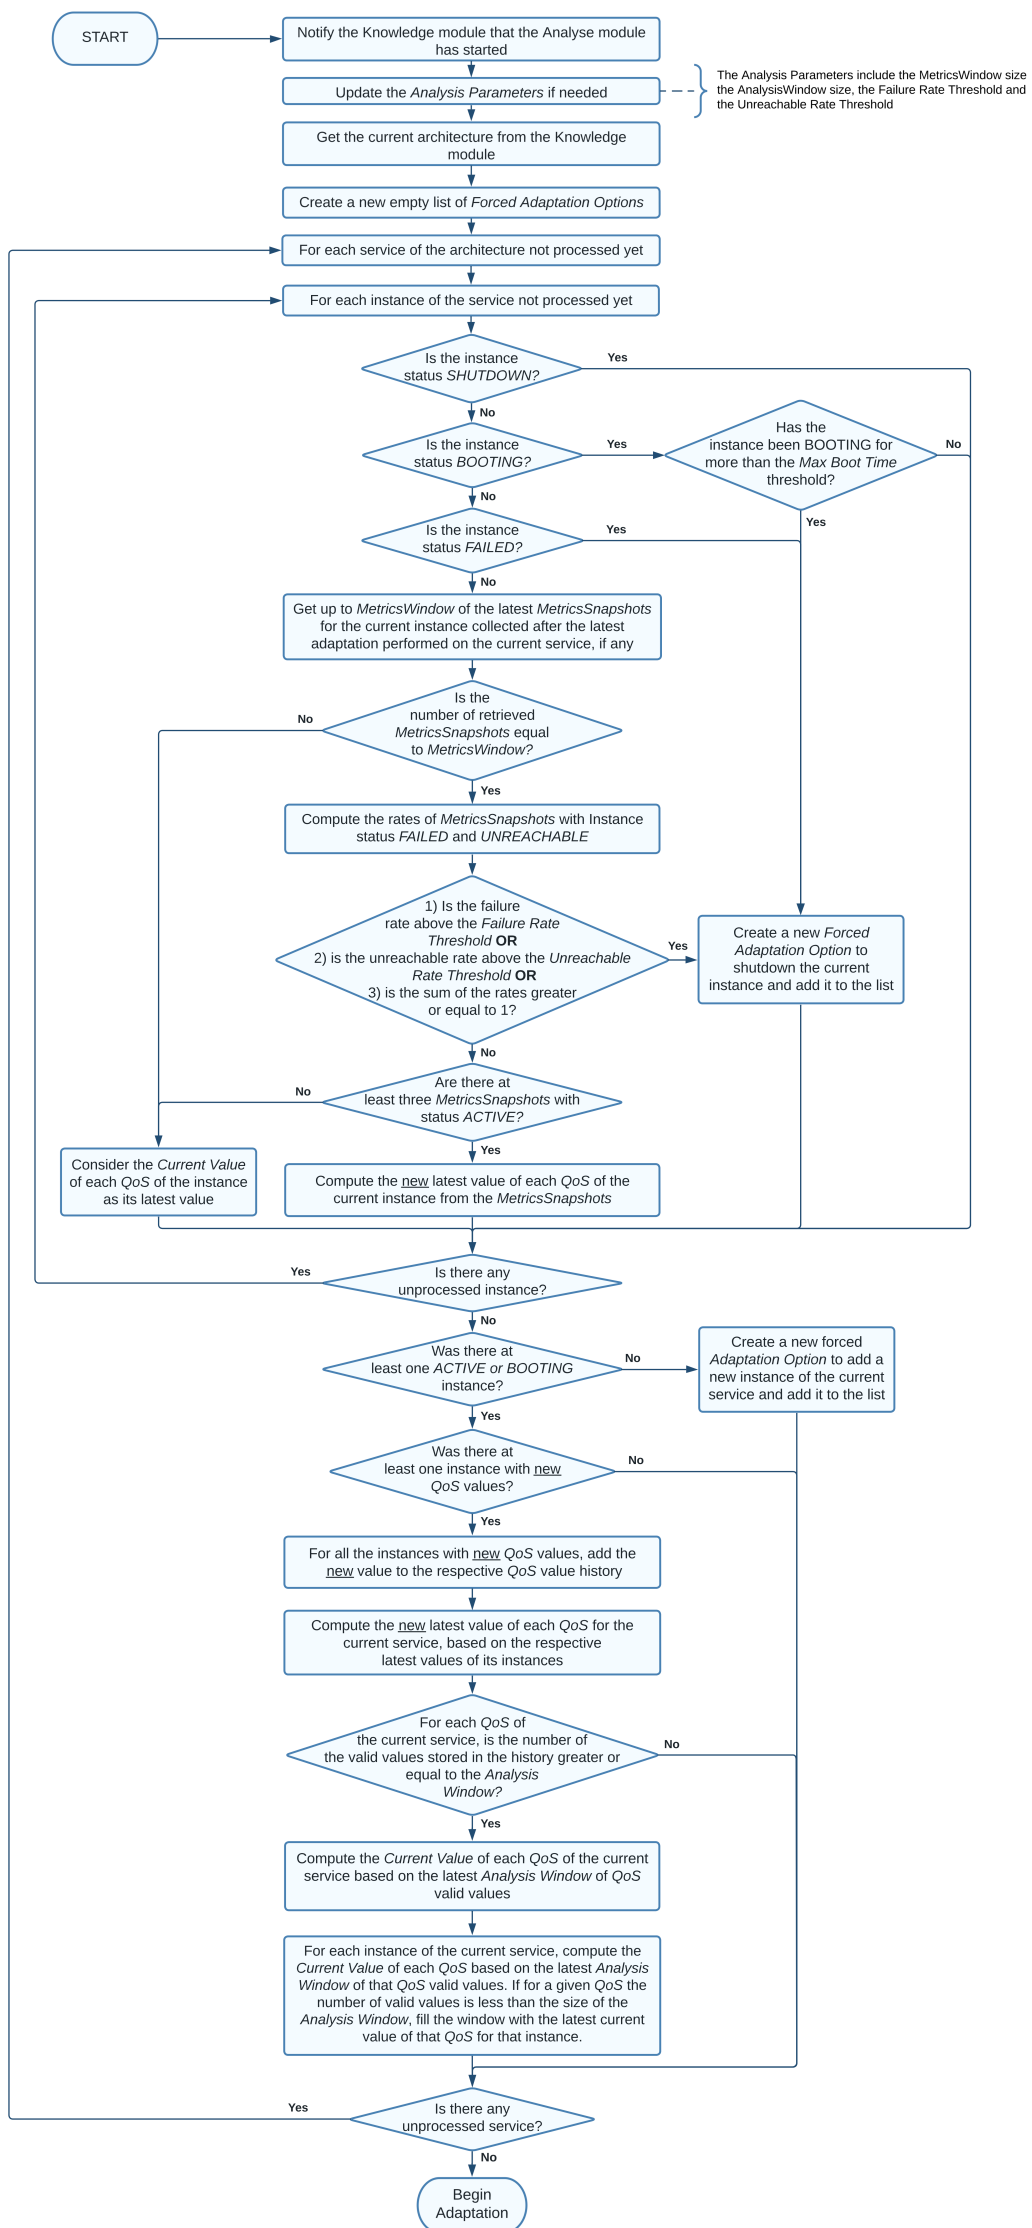 START
Notify the Knowledge module that the Analyse module
has started
Update the Analysis Parameters if needed
The Analysis Parameters include the MetricsWindow size
the AnalysisWindow size, the Failure Rate Threshold and
the Unreachable Rate Threshold
Get the current architecture from the Knowledge
module
Create a new empty list of Forced Adaptation Options
For each service of the architecture not processed yet
For each instance of the service not processed yet
Is the instance
status SHUTDOWN?
Yes
No
Is the instance
status BOOTING?
Yes
Has the
instance been BOOTING for
more than the Max Boot Time
threshold?
No
Yes
No
Is the instance
status FAILED?
Yes
No
Get up to MetricsWindow of the latest MetricsSnapshots
for the current instance collected after the latest
adaptation performed on the current service, if any
Is the
number of retrieved
MetricsSnapshots equal
to MetricsWindow?
No
Yes
Compute the rates of MetricsSnapshots with Instance
status FAILED and UNREACHABLE
1) Is the failure
rate above the Failure Rate
Threshold OR
2) is the unreachable rate above the Unreachable
Rate Threshold OR
3) is the sum of the rates greater
or equal to 1?
Yes
Create a new Forced
Adaptation Option to
shutdown the current
instance and add it to the list
No
Are there at
least three MetricsSnapshots with
status ACTIVE?
No
Yes
Consider the Current Value
of each QoS of the instance
as its latest value
Compute the new latest value of each QoS of the
current instance from the MetricsSnapshots
Is there any
unprocessed instance?
Yes
No
Was there at
least one ACTIVE or BOOTING
instance?
No
Create a new forced
Adaptation Option to add a
new instance of the current
service and add it to the list
Yes
Was there at
least one instance with new
QoS values?
No
Yes
For all the instances with new QoS values, add the
new value to the respective QoS value history
Compute the new latest value of each QoS for the
current service, based on the respective
latest values of its instances
For each QoS of
the current service, is the number of
the valid values stored in the history greater or
equal to the Analysis
Window?
No
Yes
Compute the Current Value of each QoS of the current
service based on the latest Analysis Window of QoS
valid values
For each instance of the current service, compute the
Current Value of each QoS based on the latest Analysis
Window of that QoS valid values. If for a given QoS the
number of valid values is less than the size of the
Analysis Window, fill the window with the latest current
value of that QoS for that instance.
Is there any
unprocessed service?
Yes
No
Begin
Adaptation